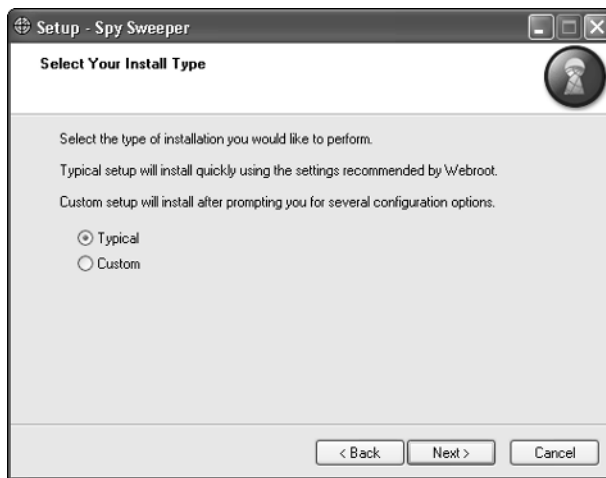 Setup - Spy Sweeper
Select Your Install Type
Select the type of installation you would like to perform.
Typical setup will install quickly using the settings recommended by Webroot.
Custom setup will install after prompting you for several configuration options.
Typical
Custom
< Back
Next >
Cancel